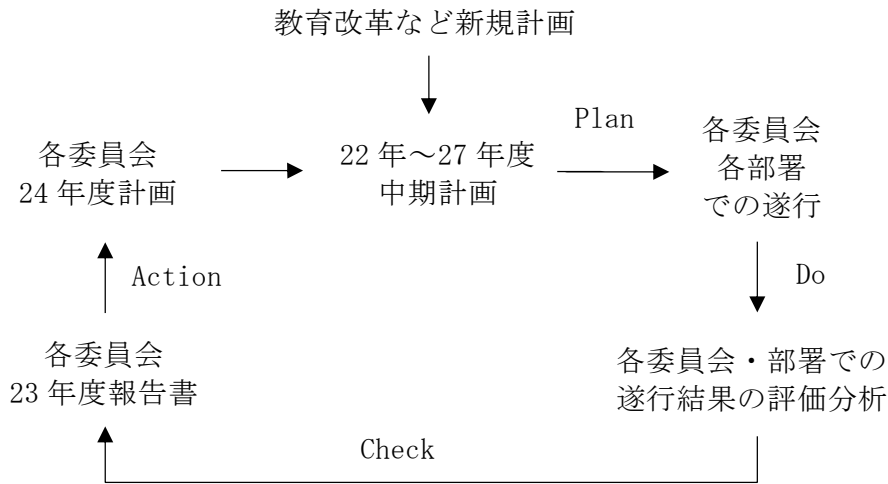 教育改革など新規計画
Plan
各委員会
24 年度計画
22 年～27 年度
中期計画
各委員会
各部署
での遂行
Action
Do
各委員会
23 年度報告書
各委員会・部署での
遂行結果の評価分析
Check